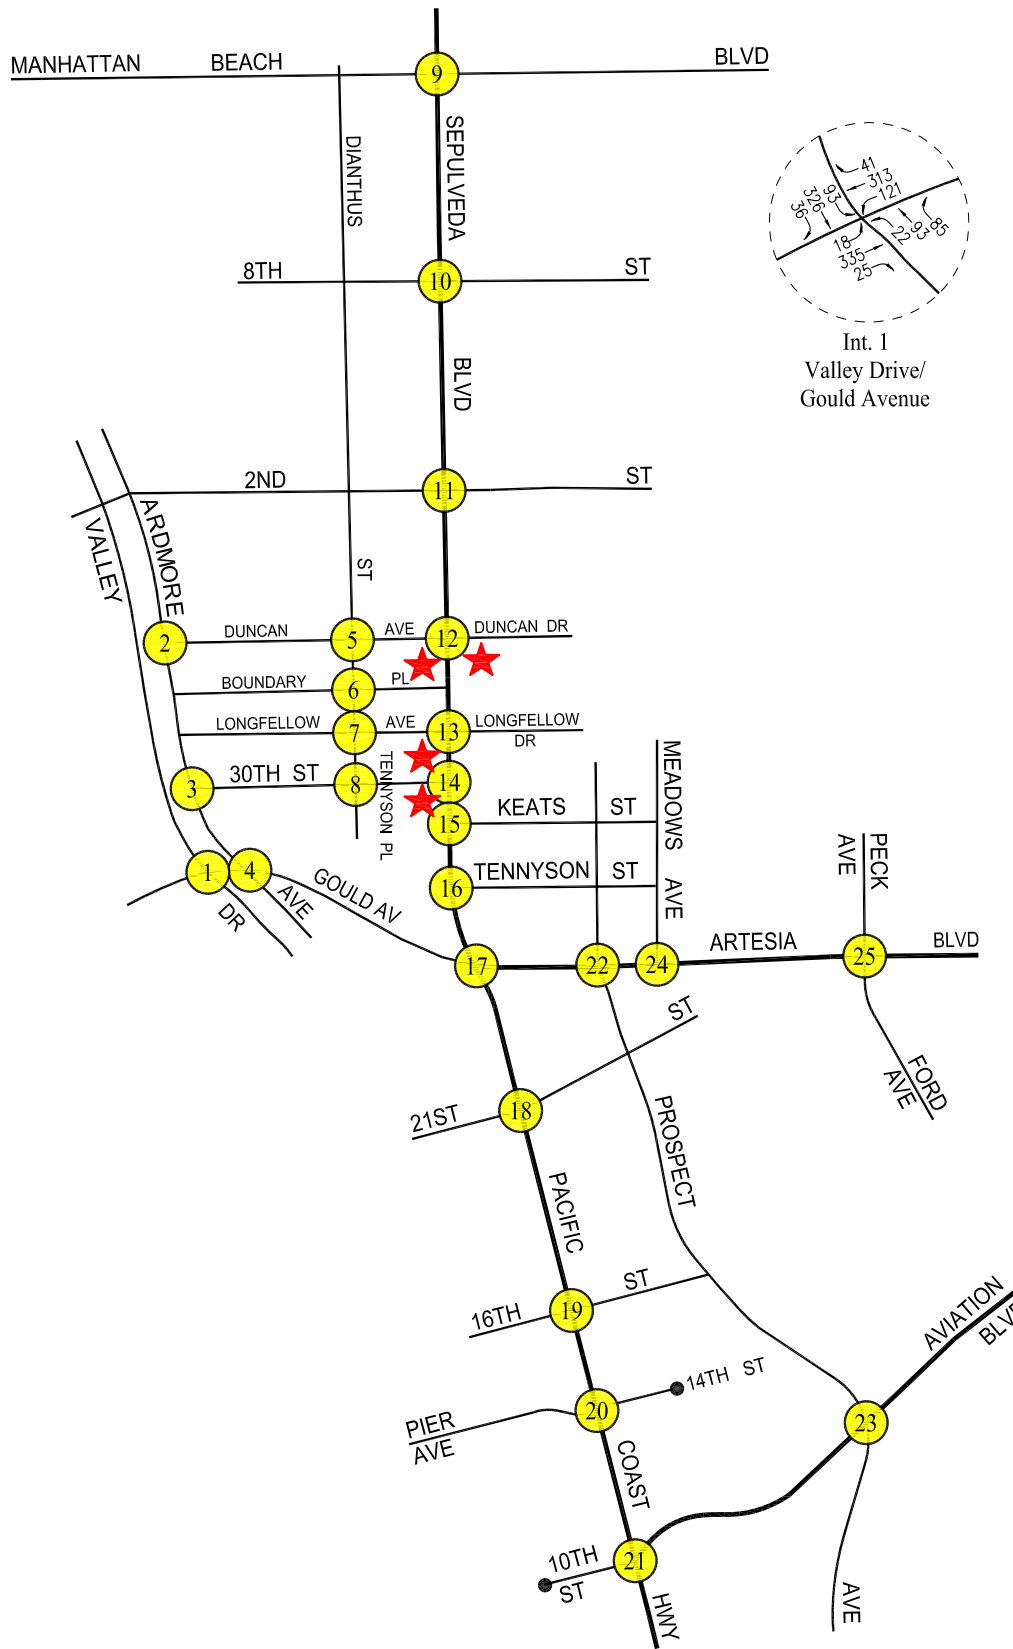 MANHATTAN BEACH BLVD
9
SEPULVEDA
DIANTHUS
41
313
121
93
326
36
18
335
25
22
93
85
Int. 1
Valley Drive/
Gould Avenue
8TH ST
10
BLVD
2ND ST
11
VALLEY
ARDMORE
ST
2
DUNCAN AVE
5
12
DUNCAN DR
BOUNDARY PL
6
LONGFELLOW AVE
7
13
LONGFELLOW
DR
3
30TH ST
8
14
TENNYSON PL
15
KEATS ST
MEADOWS AVE
1
4
GOULD AV
DR
AVE
16
TENNYSON ST
PECK
AVE
17
22
24
ARTESIA BLVD
25
FORD
AVE
21ST ST
18
PROSPECT
PACIFIC
16TH ST
19
AVIATION
BLV
14TH ST
PIER
AVE
20
23
COAST
10TH
ST
21
HWY
AVE